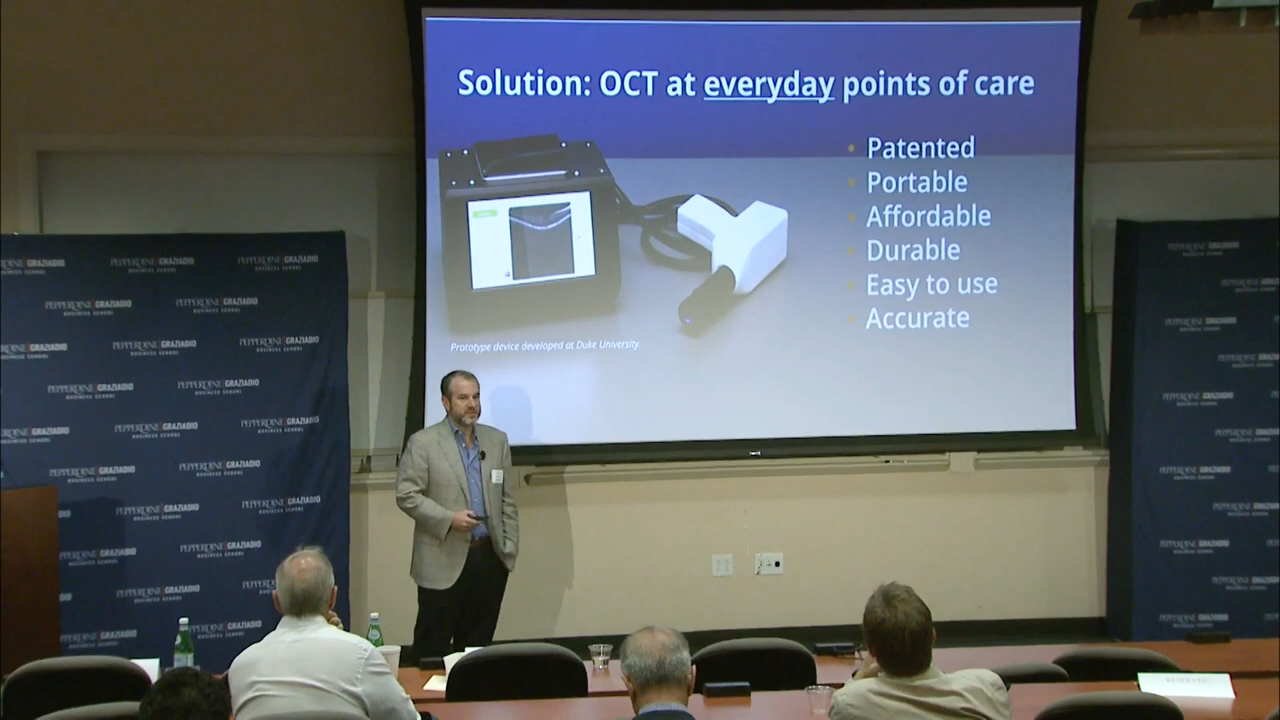 Solution: OCT at everyday points of care
• Patented
• Portable
• Affordable
• Durable
• Easy to use
• Accurate
Prototype device developed at Duke University.
PEPPERDINE GRAZIADIO
BUSINESS SCHOOL